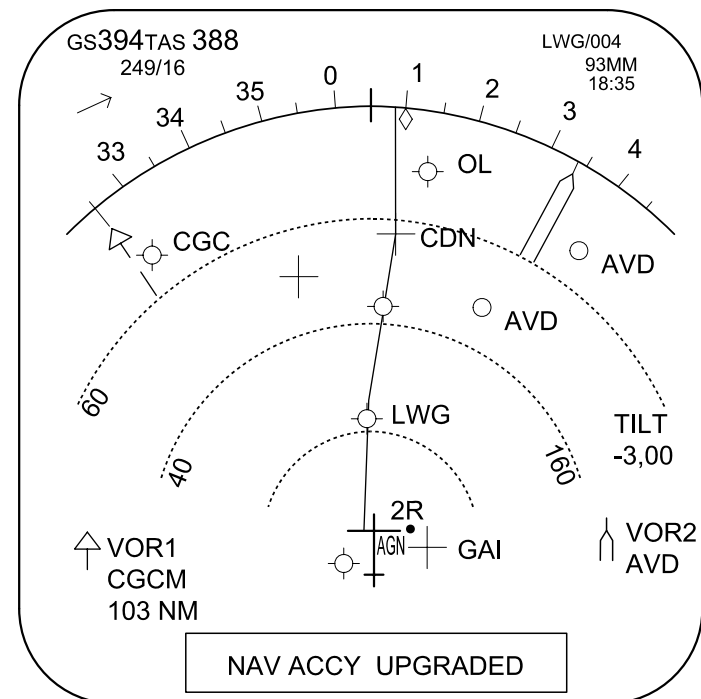 GS394TAS 388
249/16
LWG/004
93MM
18:35
33
34
35
0
1
2
3
4
OL
CGC
CDN
AVD
AVD
60
LWG
TILT
-3,00
40
160
2R
AGN
GAI
VOR1
CGCM
103 NM
VOR2
AVD
NAV ACCY UPGRADED